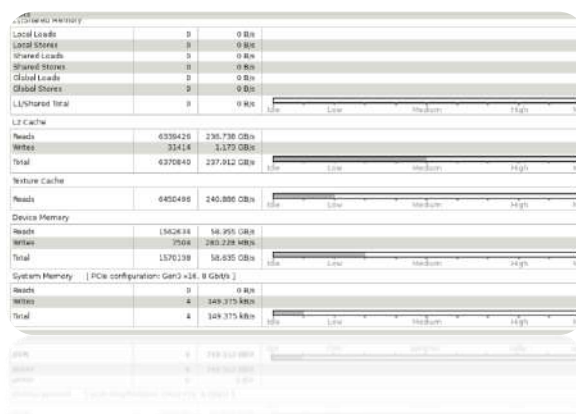 L1/Shared Memory
Local Loads 0 0 B/s
Local Stores 0 0 B/s
Shared Loads 0 0 B/s
Shared Stores 0 0 B/s
Global Loads 0 0 B/s
Global Stores 0 0 B/s
L1/Shared Total 0 0 B/s
Idle Low Medium High
L2 Cache
Reads 6339426 236.738 GB/s
Writes 31414 1.173 GB/s
Total 6370840 237.912 GB/s
Idle Low Medium High
Texture Cache
Reads 6450496 240.886 GB/s
Idle Low Medium High
Device Memory
Reads 1562634 58.355 GB/s
Writes 7504 280.228 MB/s
Total 1570138 58.635 GB/s
Idle Low Medium High
System Memory [ PCIe configuration: Gen3 x16, 8 Gbit/s ]
Reads 0 0 B/s
Writes 4 149.375 kB/s
Total 4 149.375 kB/s
Idle Low Medium High